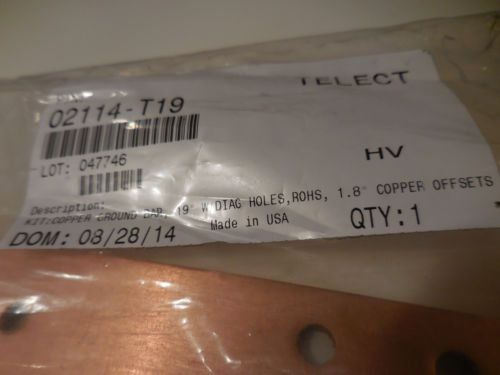 TELECT
02114-T19
LOT: 047746
HV
Description:
KIT:COPPER GROUND BAR, 19" W DIAG HOLES,ROHS, 1.8" COPPER OFFSETS
Made in USA
QTY:1
DOM: 08/28/14